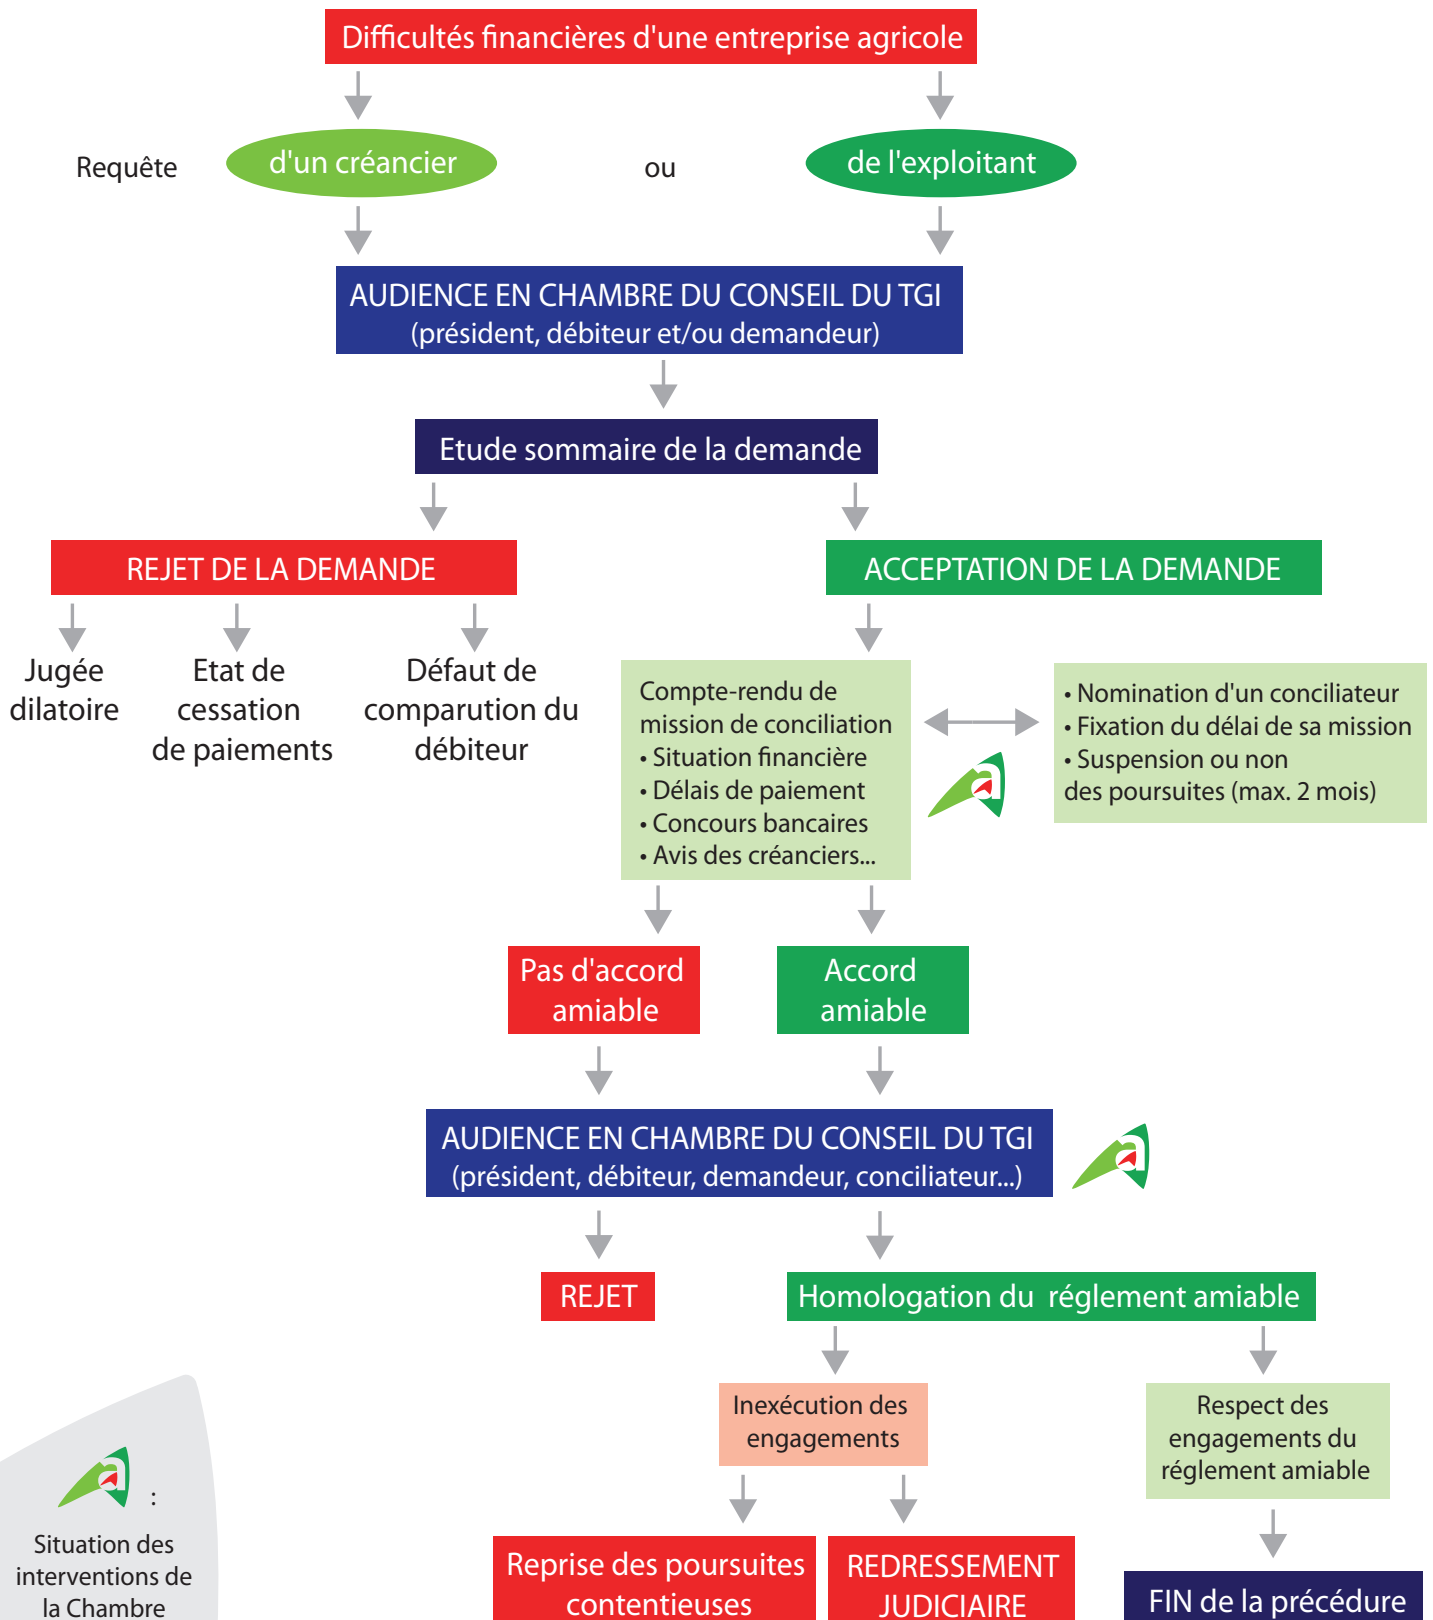 Difficultés financières d'une entreprise agricole
Requête
d'un créancier
ou
de l'exploitant
AUDIENCE EN CHAMBRE DU CONSEIL DU TGI
(président, débiteur et/ou demandeur)
Etude sommaire de la demande
REJET DE LA DEMANDE
ACCEPTATION DE LA DEMANDE
Jugée
dilatoire
Etat de
cessation
de paiements
Défaut de
comparution du
débiteur
Compte-rendu de
mission de conciliation
• Situation financière
• Délais de paiement
• Concours bancaires
• Avis des créanciers...
• Nomination d'un conciliateur
• Fixation du délai de sa mission
• Suspension ou non
des poursuites (max. 2 mois)
a
Pas d'accord
amiable
Accord
amiable
AUDIENCE EN CHAMBRE DU CONSEIL DU TGI
(président, débiteur, demandeur, conciliateur...)
a
REJET
Homologation du réglement amiable
Inexécution des
engagements
Respect des
engagements du
réglement amiable
Reprise des poursuites
contentieuses
REDRESSEMENT
JUDICIAIRE
FIN de la précédure
a :
Situation des
interventions de
la Chambre